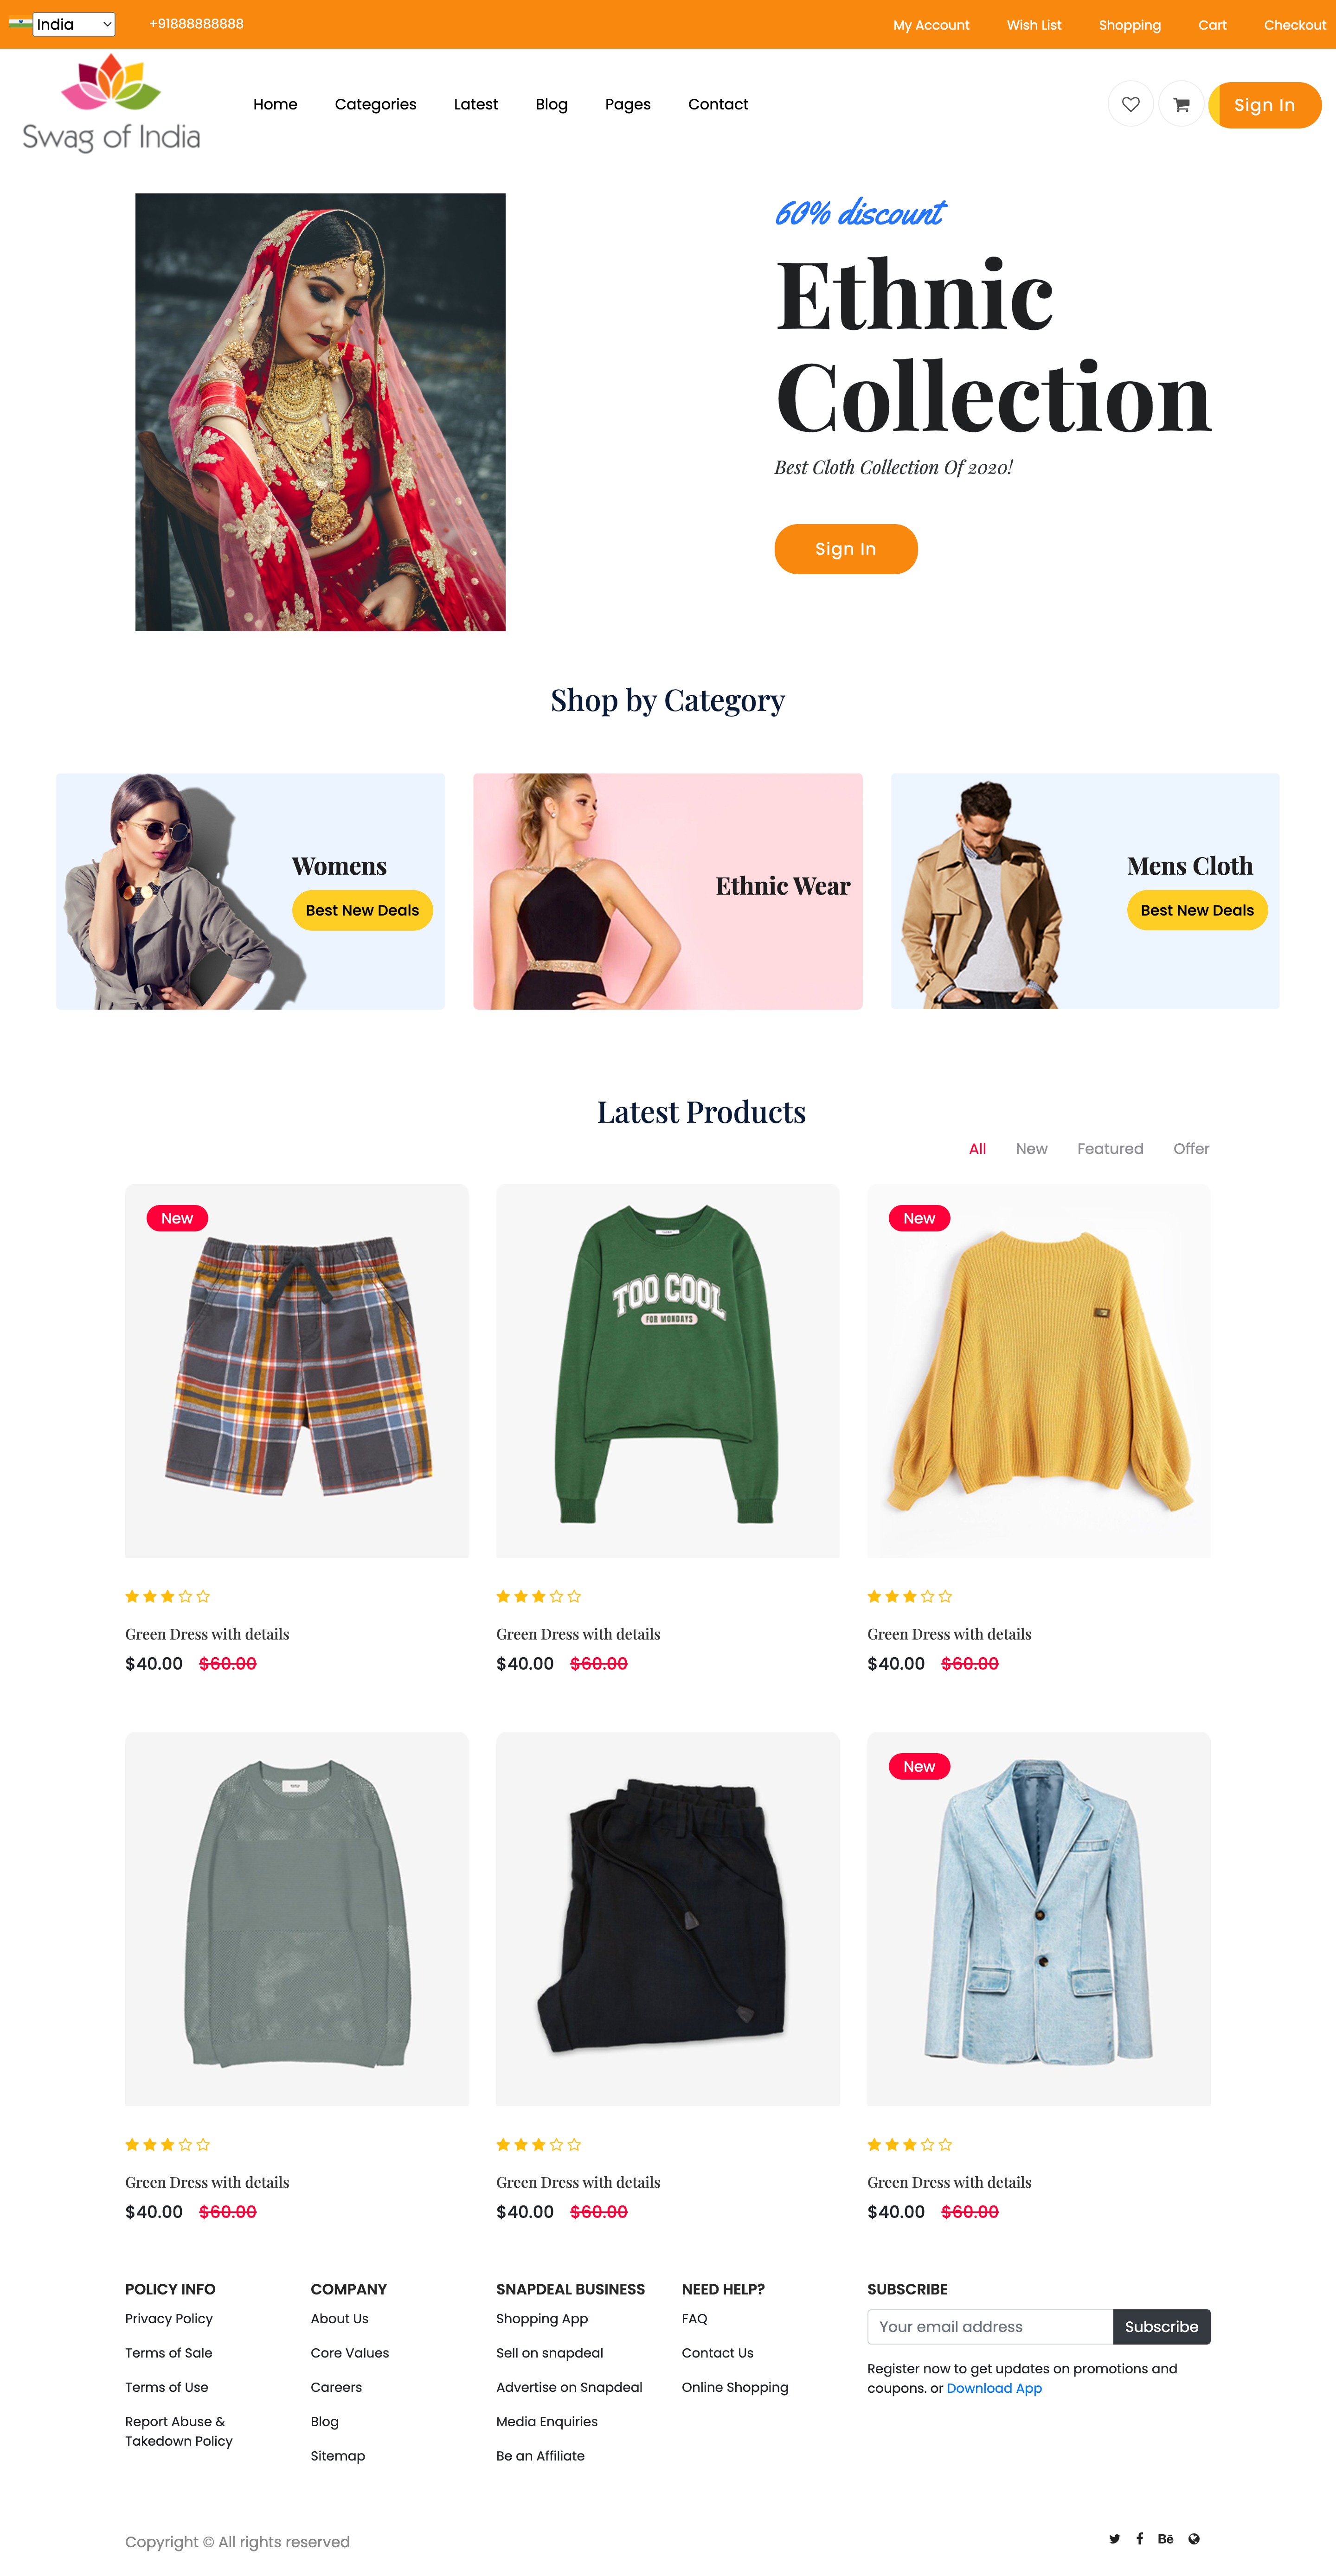 India
+91888888888
My Account
Wish List
Shopping
Cart
Checkout
Swag of India
Home
Categories
Latest
Blog
Pages
Contact
Sign In
60% discount
Ethnic
Collection
Best Cloth Collection Of 2020!
Sign In
Shop by Category
Womens
Best New Deals
Ethnic Wear
Mens Cloth
Best New Deals
Latest Products
All
New
Featured
Offer
New
TOO COOL
FOR MONDAYS
New
Green Dress with details
$40.00 $60.00
Green Dress with details
$40.00 $60.00
Green Dress with details
$40.00 $60.00
New
Green Dress with details
$40.00 $60.00
Green Dress with details
$40.00 $60.00
Green Dress with details
$40.00 $60.00
POLICY INFO
Privacy Policy
Terms of Sale
Terms of Use
Report Abuse &
Takedown Policy
COMPANY
About Us
Core Values
Careers
Blog
Sitemap
SNAPDEAL BUSINESS
Shopping App
Sell on snapdeal
Advertise on Snapdeal
Media Enquiries
Be an Affiliate
NEED HELP?
FAQ
Contact Us
Online Shopping
SUBSCRIBE
Your email address
Subscribe
Register now to get updates on promotions and
coupons. or Download App
Copyright © All rights reserved